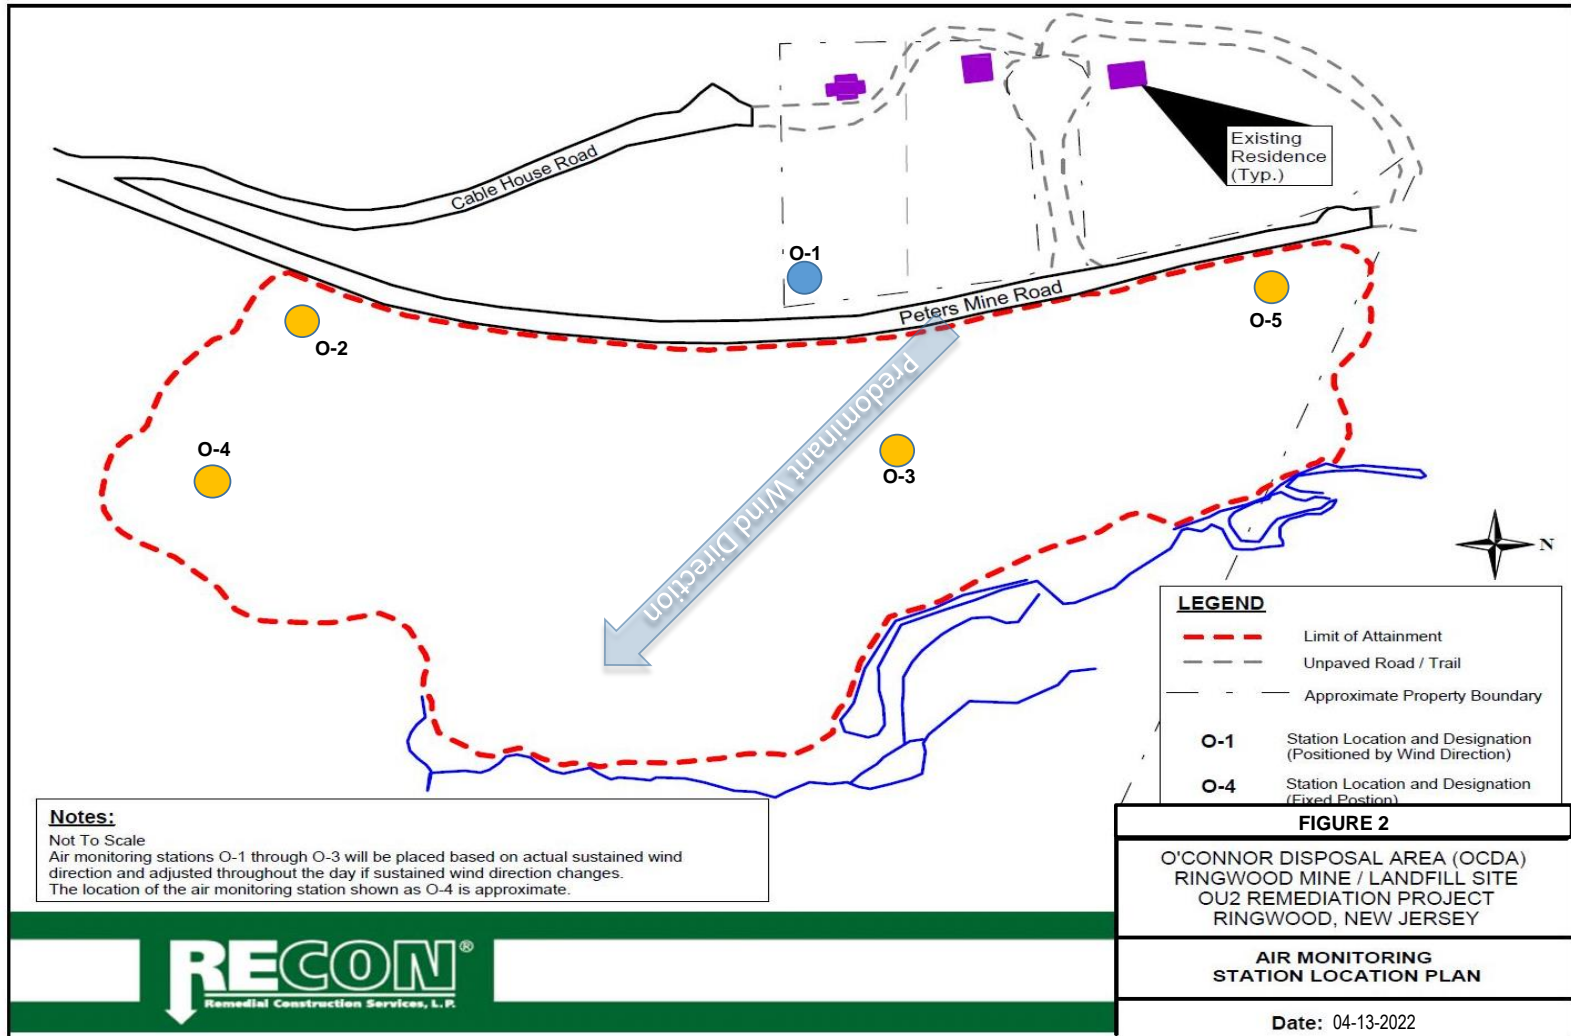 Cable House Road
Existing
Residence
(Typ.)
O-1
Peters Mine Road
O-5
O-2
Predominant Wind Direction
O-4
O-3
N
LEGEND
Limit of Attainment
Unpaved Road / Trail
Approximate Property Boundary
O-1 Station Location and Designation
(Positioned by Wind Direction)
O-4 Station Location and Designation
(Fixed Postion)
Notes:
Not To Scale
Air monitoring stations O-1 through O-3 will be placed based on actual sustained wind
direction and adjusted throughout the day if sustained wind direction changes.
The location of the air monitoring station shown as O-4 is approximate.
FIGURE 2
O'CONNOR DISPOSAL AREA (OCDA)
RINGWOOD MINE / LANDFILL SITE
OU2 REMEDIATION PROJECT
RINGWOOD, NEW JERSEY
AIR MONITORING
STATION LOCATION PLAN
Date: 04-13-2022
RECON®
Remedial Construction Services, L.P.